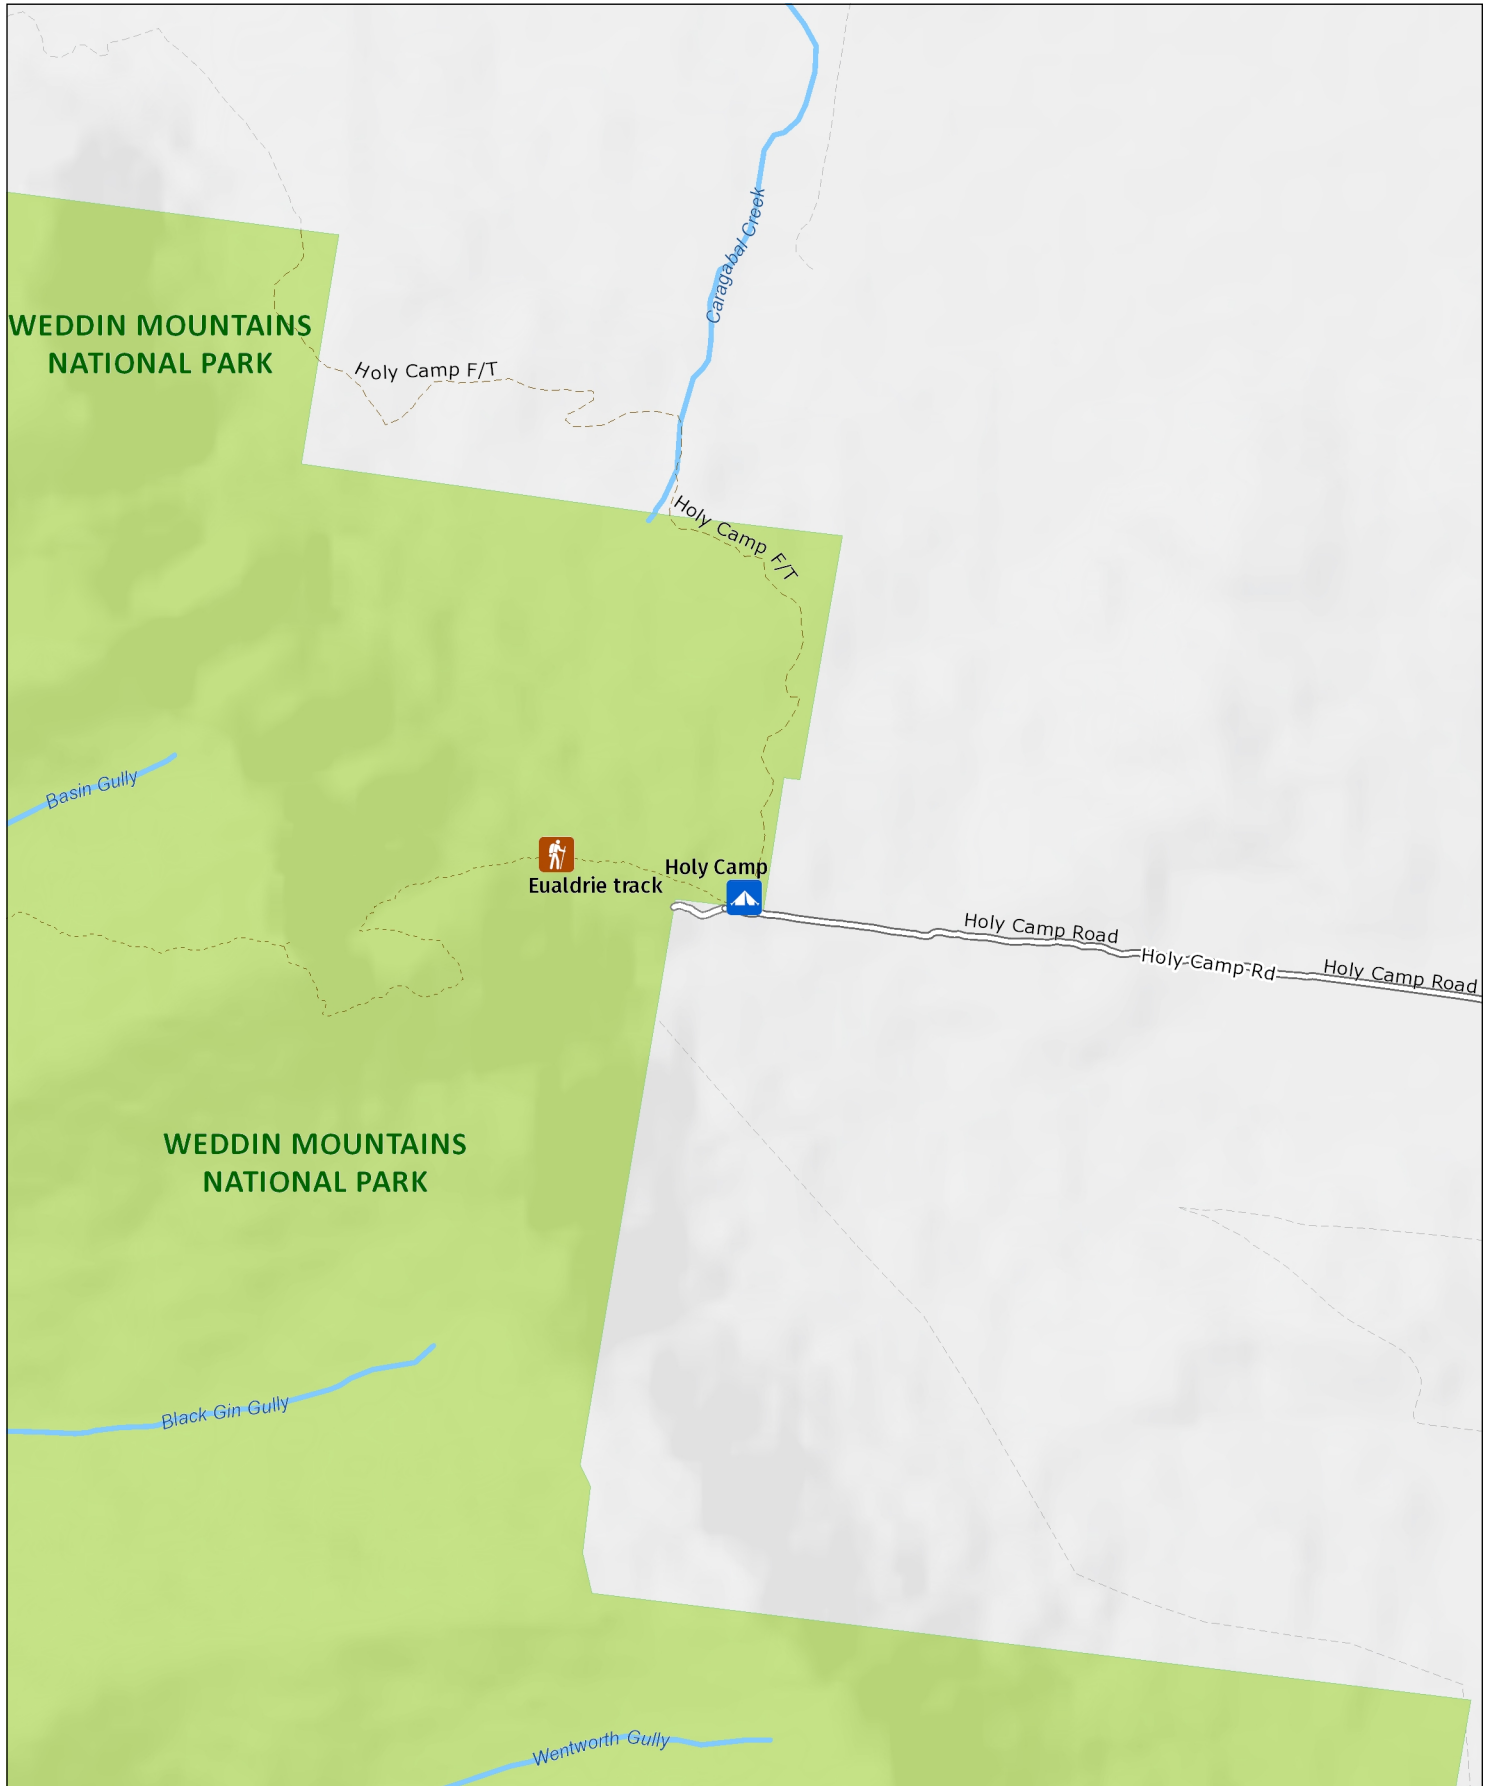 Caragabal Creek
WEDDIN MOUNTAINS
NATIONAL PARK
Holy Camp F/T
Holy Camp F/T
Basin Gully
Holy Camp
Eualdrie track
Holy Camp Road
Holy Camp Rd
Holy Camp Road
WEDDIN MOUNTAINS
NATIONAL PARK
Black Gin Gully
Wentworth Gully